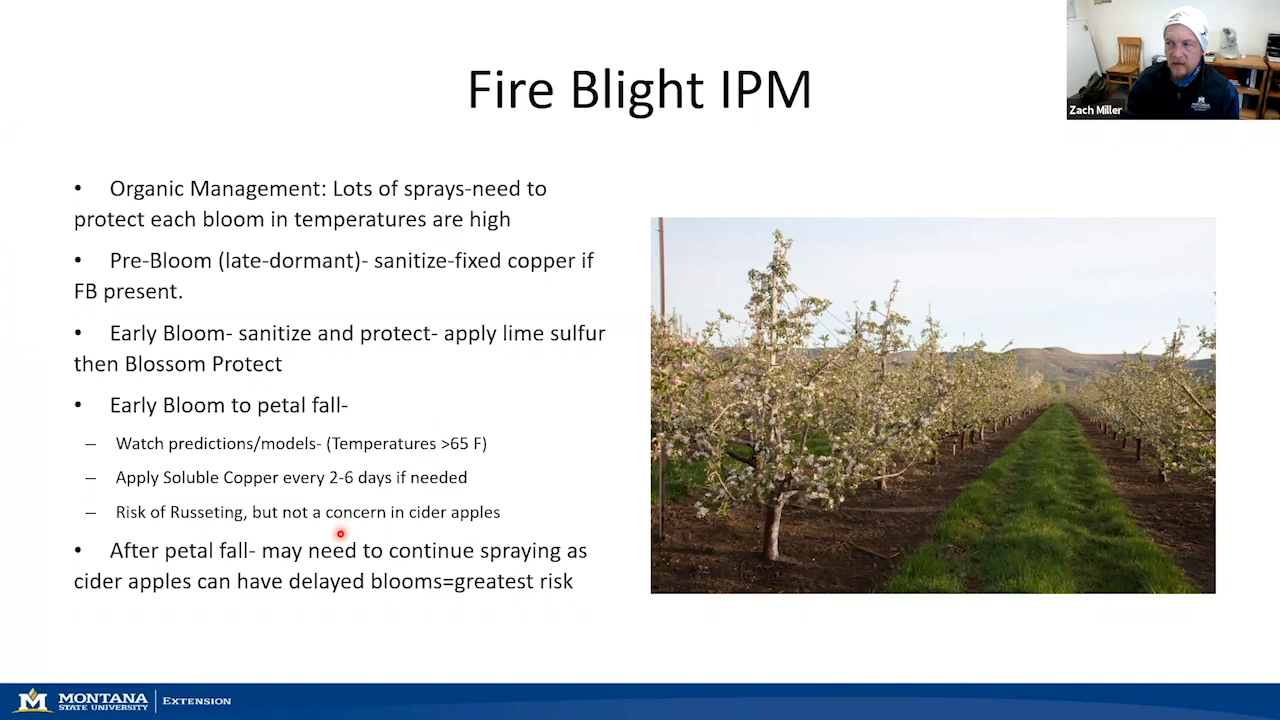 Fire Blight IPM
Zach Miller
• Organic Management: Lots of sprays-need to
protect each bloom in temperatures are high
• Pre-Bloom (late-dormant)- sanitize-fixed copper if
FB present.
• Early Bloom- sanitize and protect- apply lime sulfur
then Blossom Protect
• Early Bloom to petal fall-
– Watch predictions/models- (Temperatures >65 F)
– Apply Soluble Copper every 2-6 days if needed
– Risk of Russeting, but not a concern in cider apples
• After petal fall- may need to continue spraying as
cider apples can have delayed blooms=greatest risk
M
MONTANA
STATE UNIVERSITY
EXTENSION